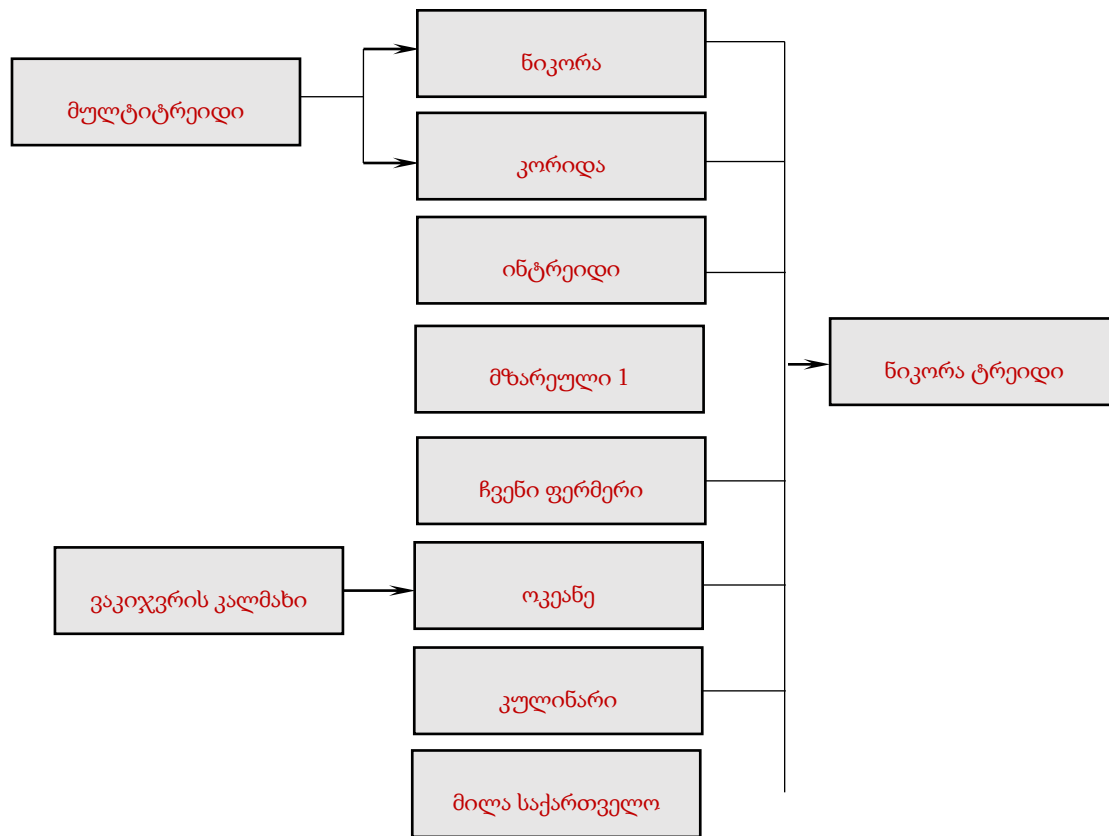 მულტიტრეიდი
ნიკორა
კორიდა
ინტრეიდი
მზარეული 1
ჩვენი ფერმერი
ვაკიჯვრის კალმახი
ოკეანე
კულინარი
მილა საქართველო
ნიკორა ტრეიდი